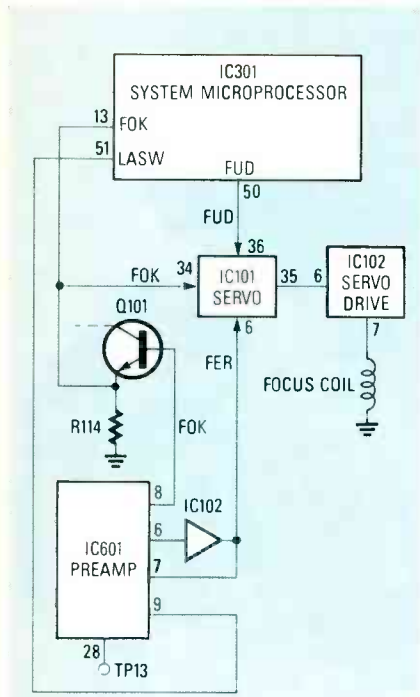 IC301
SYSTEM MICROPROCESSOR
13
FOK
51
LASW
FUD
50
FUD
36
FOK
34
IC101
SERVO
35
6
IC102
SERVO
DRIVE
7
6
FER
Q101
FOCUS COIL
R114
FOK
8
IC102
6
IC601
PREAMP
7
9
28
TP13